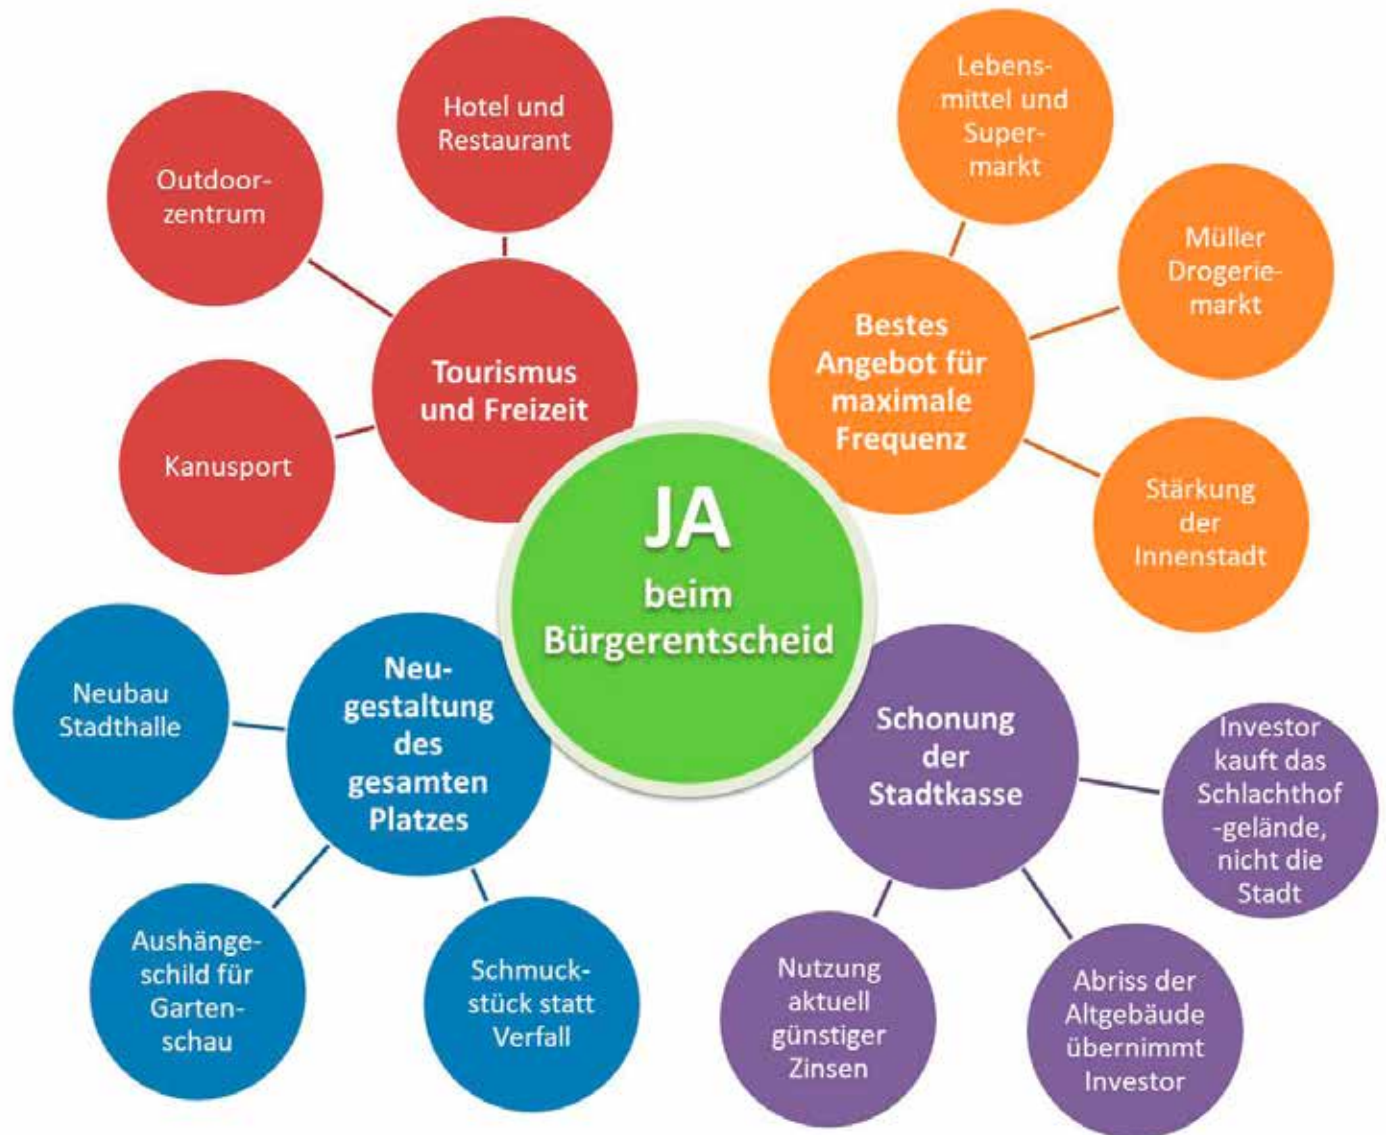 JA
beim
Bürgerentscheid
Tourismus
und Freizeit
Hotel und
Restaurant
Outdoor-
zentrum
Kanusport
Bestes
Angebot für
maximale
Frequenz
Lebens-
mittel und
Super-
markt
Müller
Drogerie-
markt
Stärkung
der
Innenstadt
Neu-
gestaltung
des
gesamten
Platzes
Neubau
Stadthalle
Aushänge-
schild für
Garten-
schau
Schmuck-
stück statt
Verfall
Schonung
der
Stadtkasse
Investor
kauft das
Schlachthof
-gelände,
nicht die
Stadt
Abriss der
Altgebäude
übernimmt
Investor
Nutzung
aktuell
günstiger
Zinsen